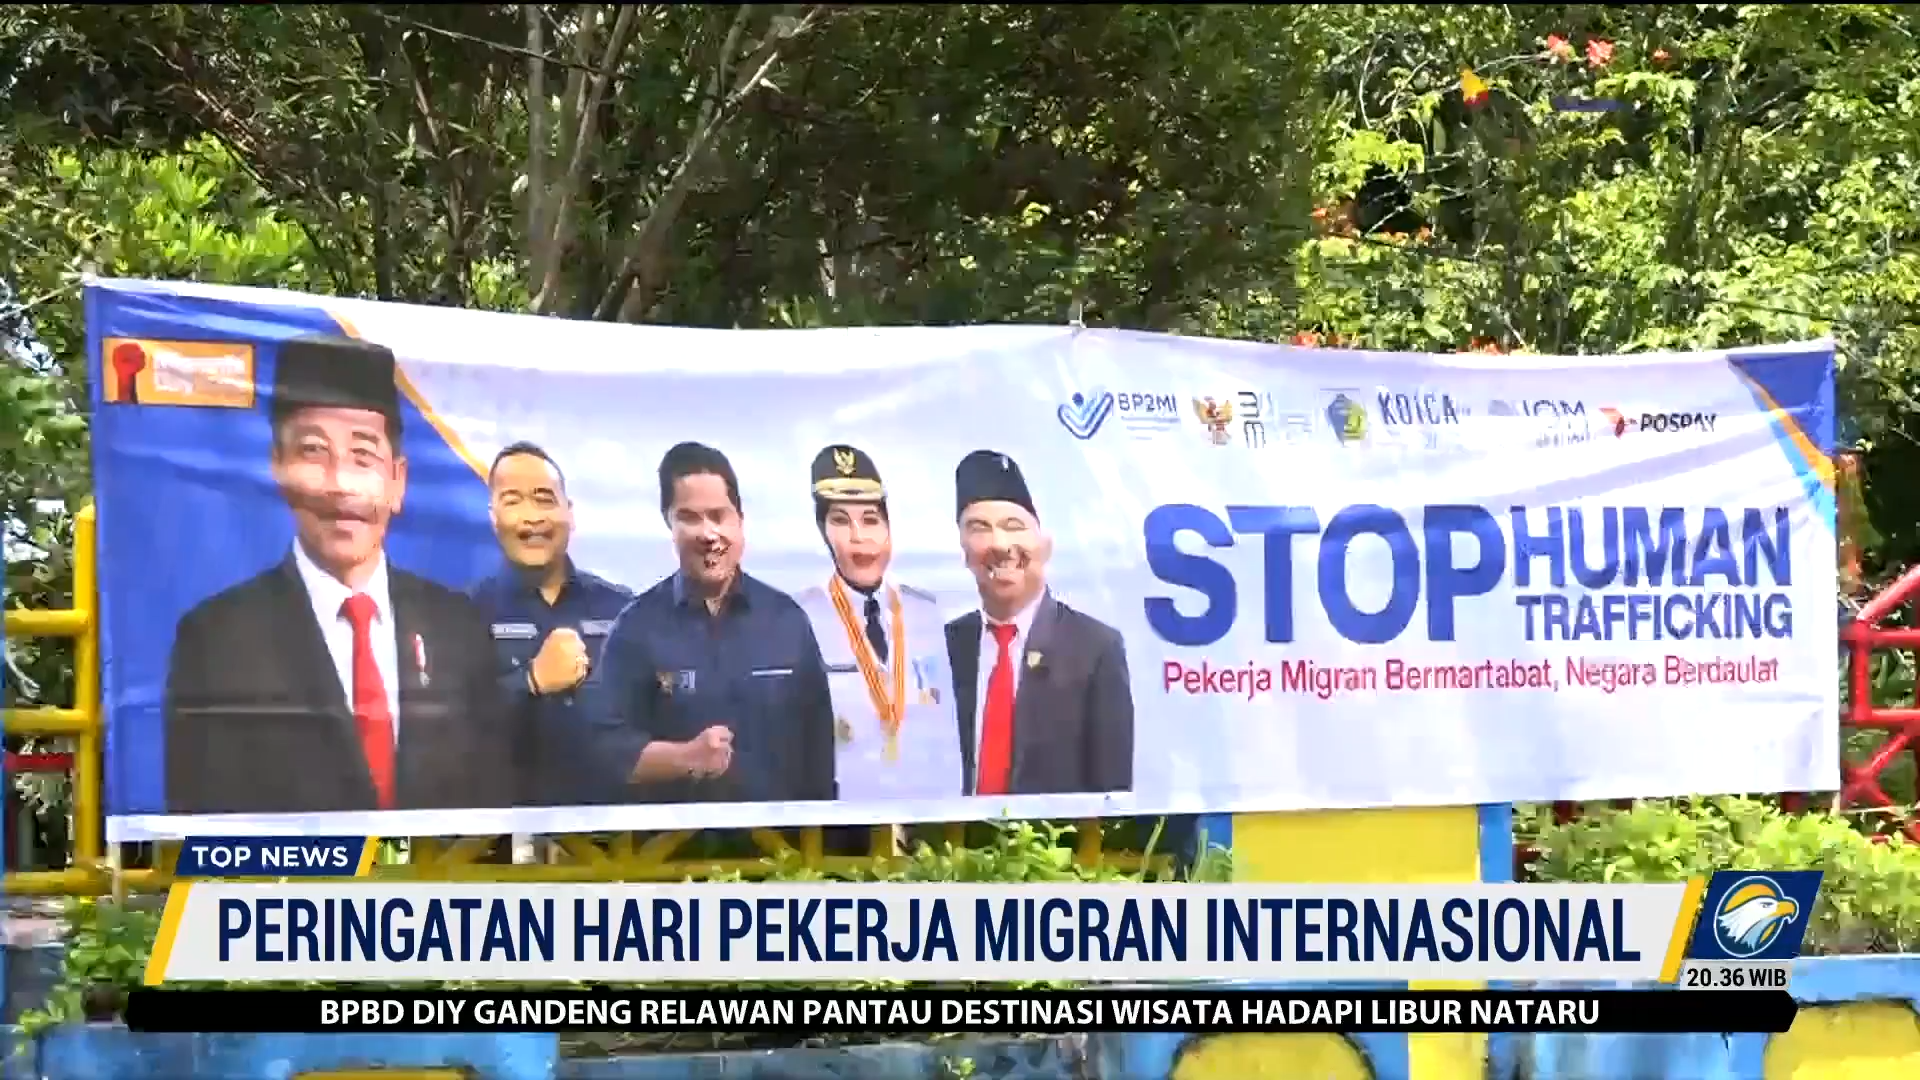 BP2MI
KOICA
IOM
POSPAY
STOP HUMAN
TRAFFICKING
Pekerja Migran Bermartabat, Negara Berdaulat
TOP NEWS
PERINGATAN HARI PEKERJA MIGRAN INTERNASIONAL
20.36 WIB
BPBD DIY GANDENG RELAWAN PANTAU DESTINASI WISATA HADAPI LIBUR NATARU